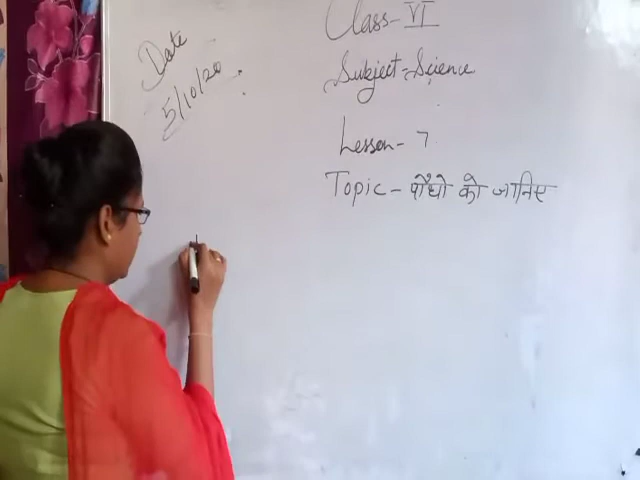 Date
5/10/20
Class-VI
Subject-Science
Lesson-7
Topic-पौधो को जानिए